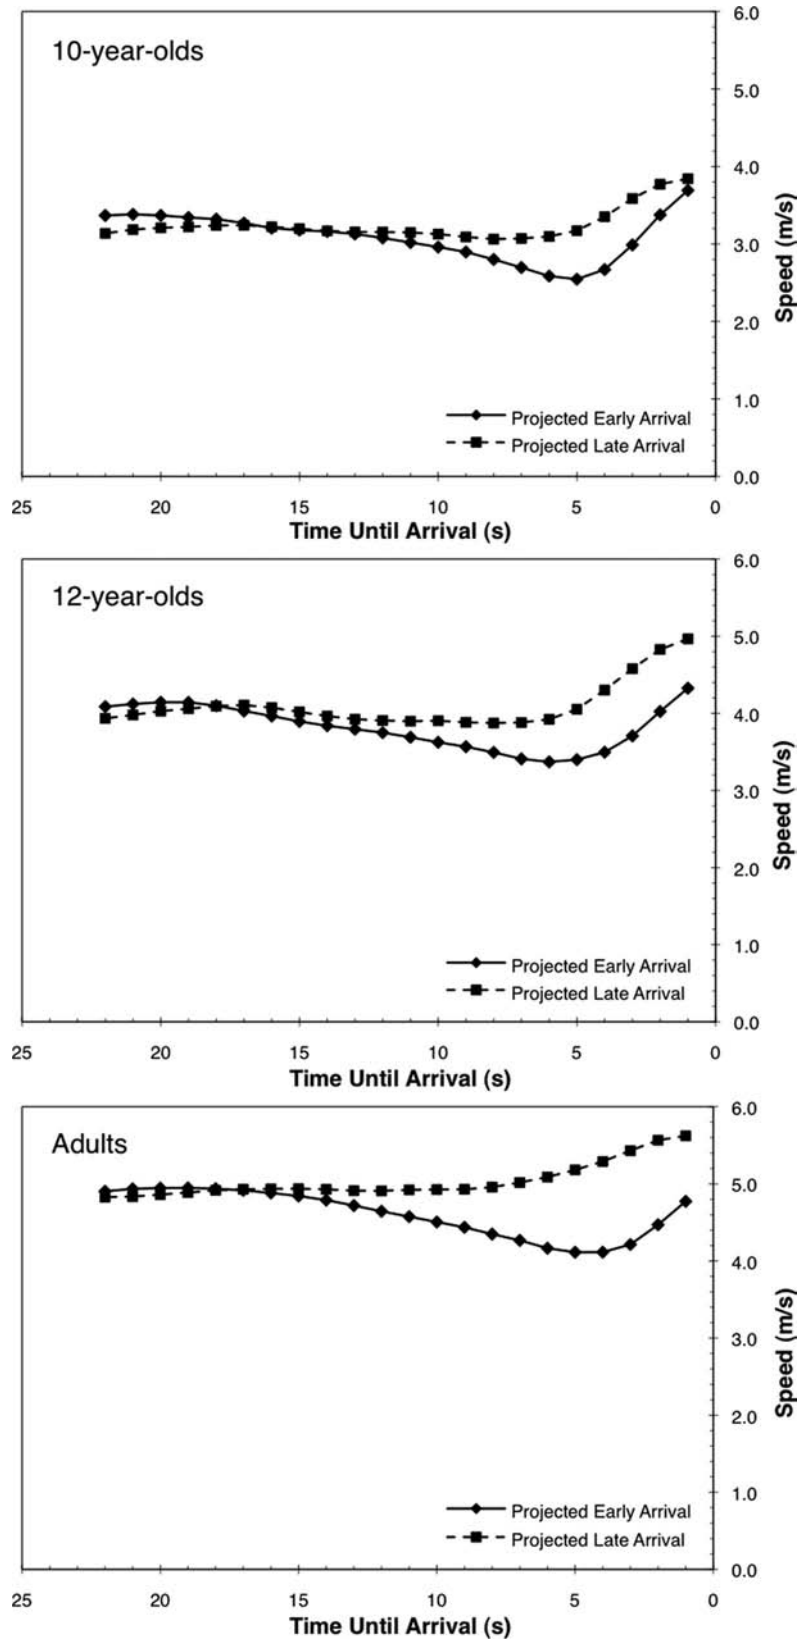 10-year-olds
6.0
5.0
4.0
3.0
2.0
1.0
0.0
Speed (m/s)
Projected Early Arrival
Projected Late Arrival
25 20 15 10 5 0
Time Until Arrival (s)
12-year-olds
6.0
5.0
4.0
3.0
2.0
1.0
0.0
Speed (m/s)
Projected Early Arrival
Projected Late Arrival
25 20 15 10 5 0
Time Until Arrival (s)
Adults
6.0
5.0
4.0
3.0
2.0
1.0
0.0
Speed (m/s)
Projected Early Arrival
Projected Late Arrival
25 20 15 10 5 0
Time Until Arrival (s)